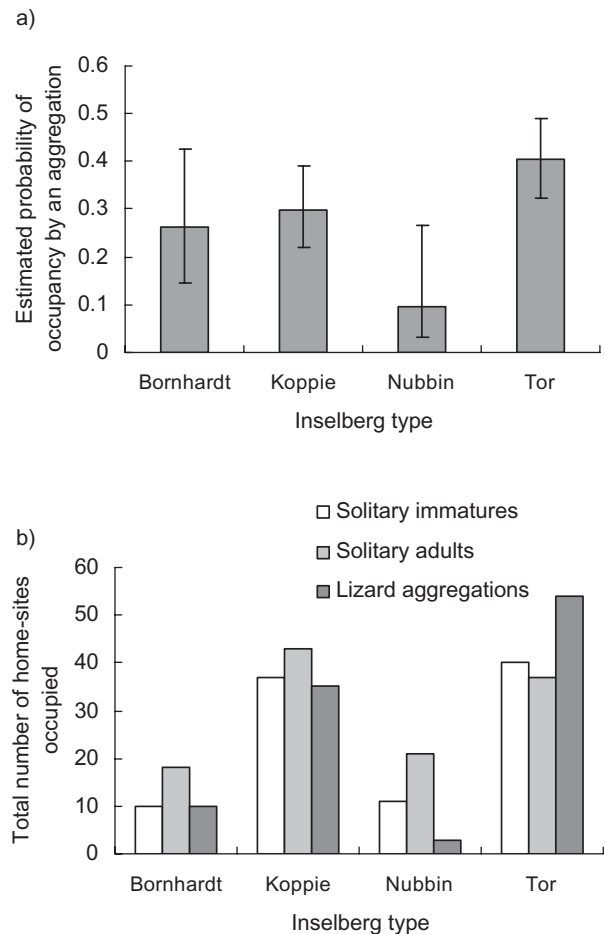 a)
Estimated probability of
occupancy by an aggregation
0.6
0.5
0.4
0.3
0.2
0.1
0
Bornhardt Koppie Nubbin Tor
Inselberg type
b)
Solitary immatures
Solitary adults
Lizard aggregations
Total number of home-sites
occupied
60
50
40
30
20
10
0
Bornhardt Koppie Nubbin Tor
Inselberg type